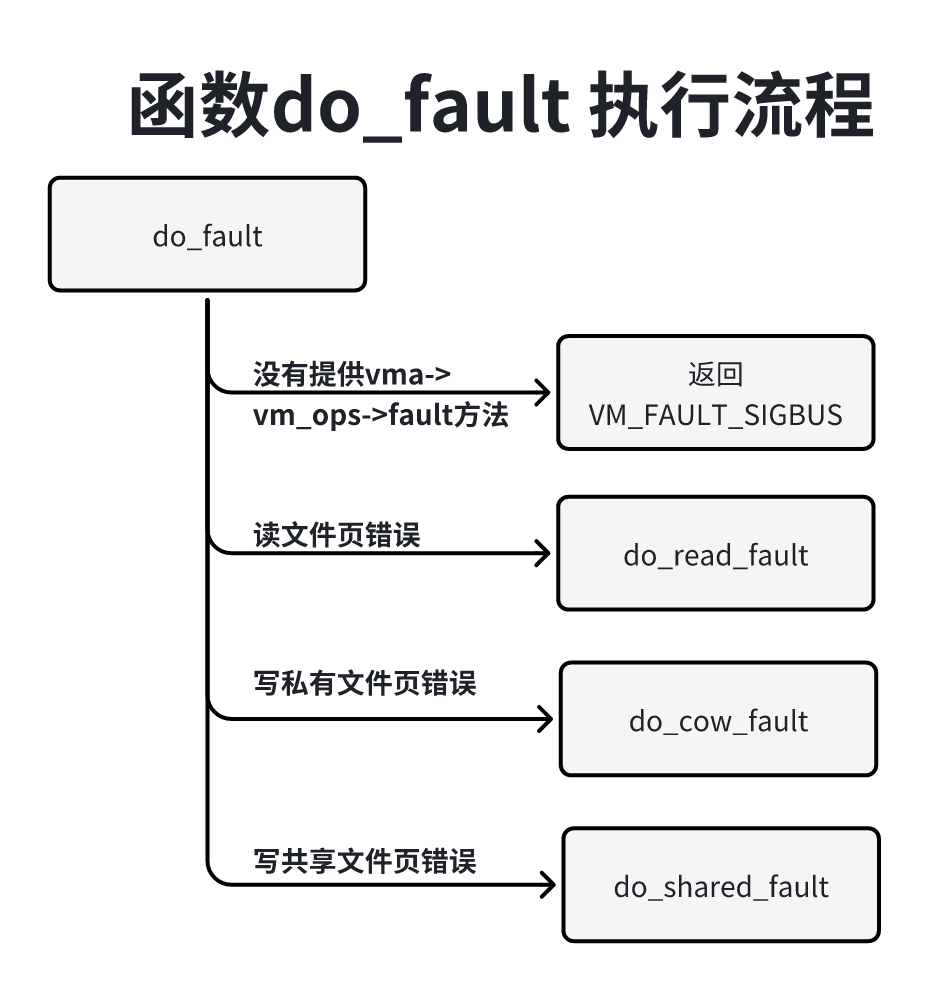 函数do_fault 执行流程
do_fault
没有提供vma->
vm_ops->fault方法
返回
VM_FAULT_SIGBUS
读文件页错误
do_read_fault
写私有文件页错误
do_cow_fault
写共享文件页错误
do_shared_fault